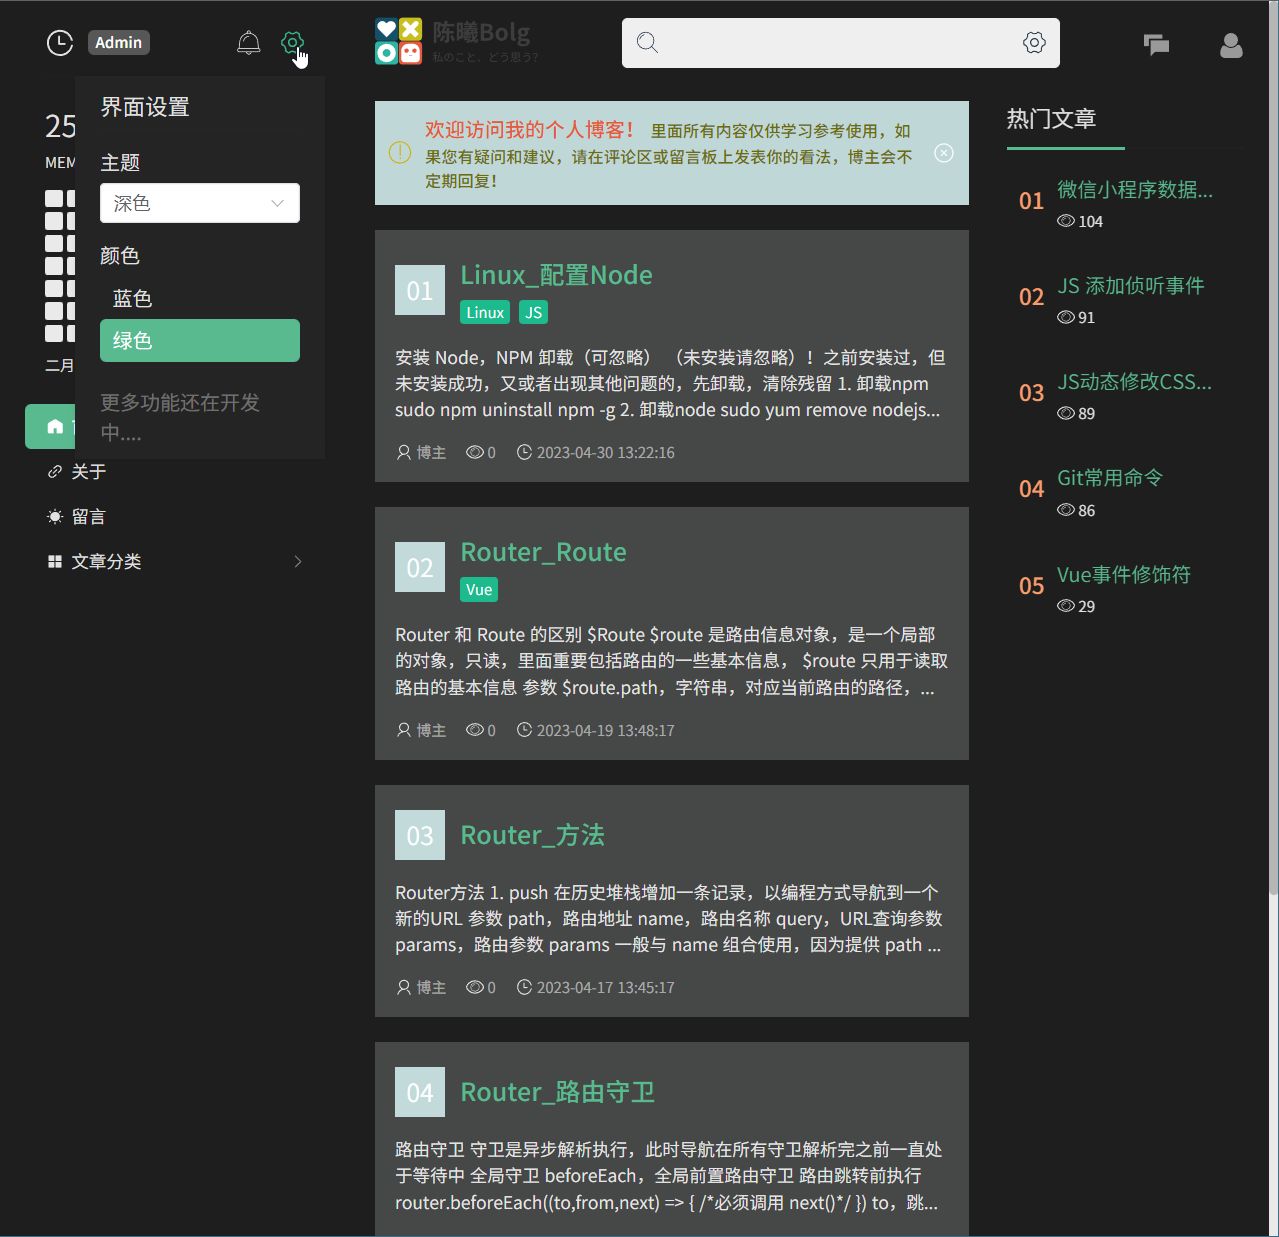 Admin
陈曦Bolg
私のこと、どう思う?
界面设置
主题
深色
颜色
蓝色
绿色
更多功能还在开发
中....
25
MEM
二月
关于
留言
文章分类
欢迎访问我的个人博客！ 里面所有内容仅供学习参考使用，如
果您有疑问和建议，请在评论区或留言板上发表你的看法，博主会不
定期回复！
01
Linux_配置Node
Linux JS
安装 Node，NPM 卸载（可忽略） （未安装请忽略）！之前安装过，但
未安装成功，又或者出现其他问题的，先卸载，清除残留 1. 卸载npm
sudo npm uninstall npm -g 2. 卸载node sudo yum remove nodejs...
博主 0 2023-04-30 13:22:16
02
Router_Route
Vue
Router 和 Route 的区别 $Route $route 是路由信息对象，是一个局部
的对象，只读，里面重要包括路由的一些基本信息， $route 只用于读取
路由的基本信息 参数 $route.path，字符串，对应当前路由的路径，...
博主 0 2023-04-19 13:48:17
03
Router_方法
Router方法 1. push 在历史堆栈增加一条记录，以编程方式导航到一个
新的URL 参数 path，路由地址 name，路由名称 query，URL查询参数
params，路由参数 params 一般与 name 组合使用，因为提供 path ...
博主 0 2023-04-17 13:45:17
04
Router_路由守卫
路由守卫 守卫是异步解析执行，此时导航在所有守卫解析完之前一直处
于等待中 全局守卫 beforeEach，全局前置路由守卫 路由跳转前执行
router.beforeEach((to,from,next) => { /*必须调用 next()*/ }) to，跳...
热门文章
01
微信小程序数据...
104
02
JS 添加侦听事件
91
03
JS动态修改CSS...
89
04
Git常用命令
86
05
Vue事件修饰符
29